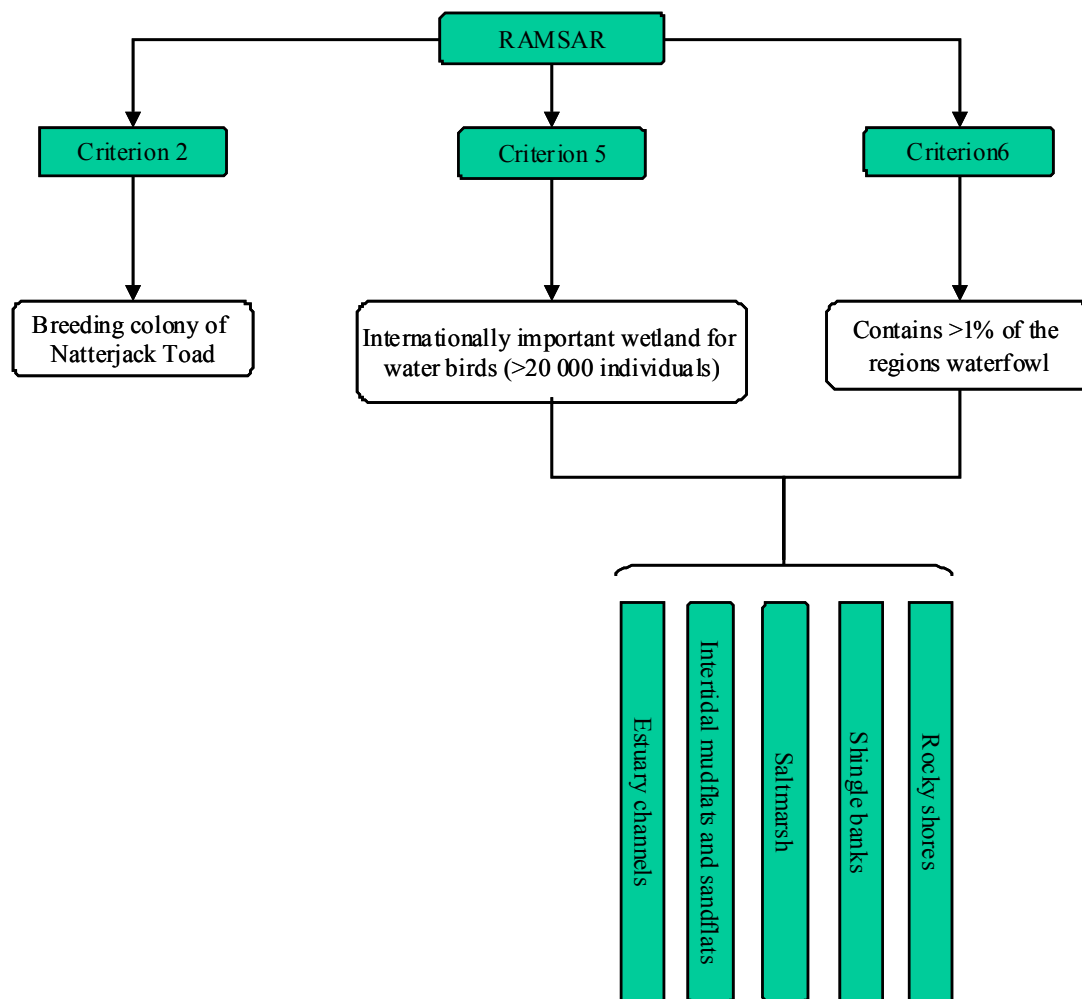 RAMSAR
Criterion 2
Criterion 5
Criterion6
Breeding colony of
Natterjack Toad
Internationally important wetland for
water birds (>20 000 individuals)
Contains >1% of the
regions waterfowl
Estuary channels
Intertidal mudflats and sandflats
Saltmarsh
Shingle banks
Rocky shores